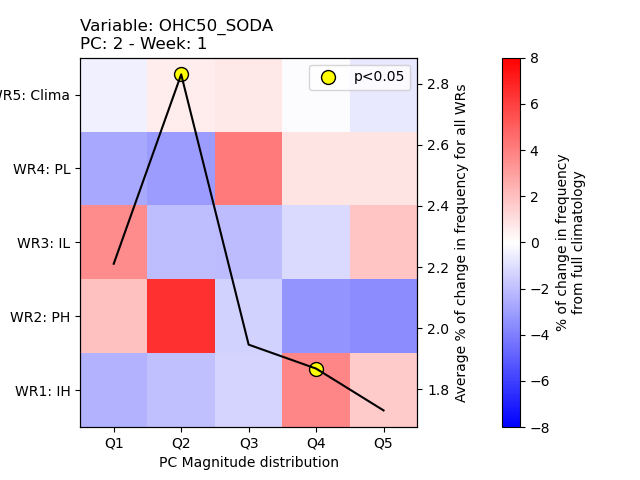 Variable: OHC50_SODA
PC: 2 - Week: 1
p<0.05
WR5: Clima
WR4: PL
WR3: IL
WR2: PH
WR1: IH
Q1 Q2 Q3 Q4 Q5
PC Magnitude distribution
2.8
2.6
2.4
2.2
2.0
1.8
Average % of change in frequency for all WRs
8
6
4
2
0
−2
−4
−6
−8
% of change in frequency
from full climatology